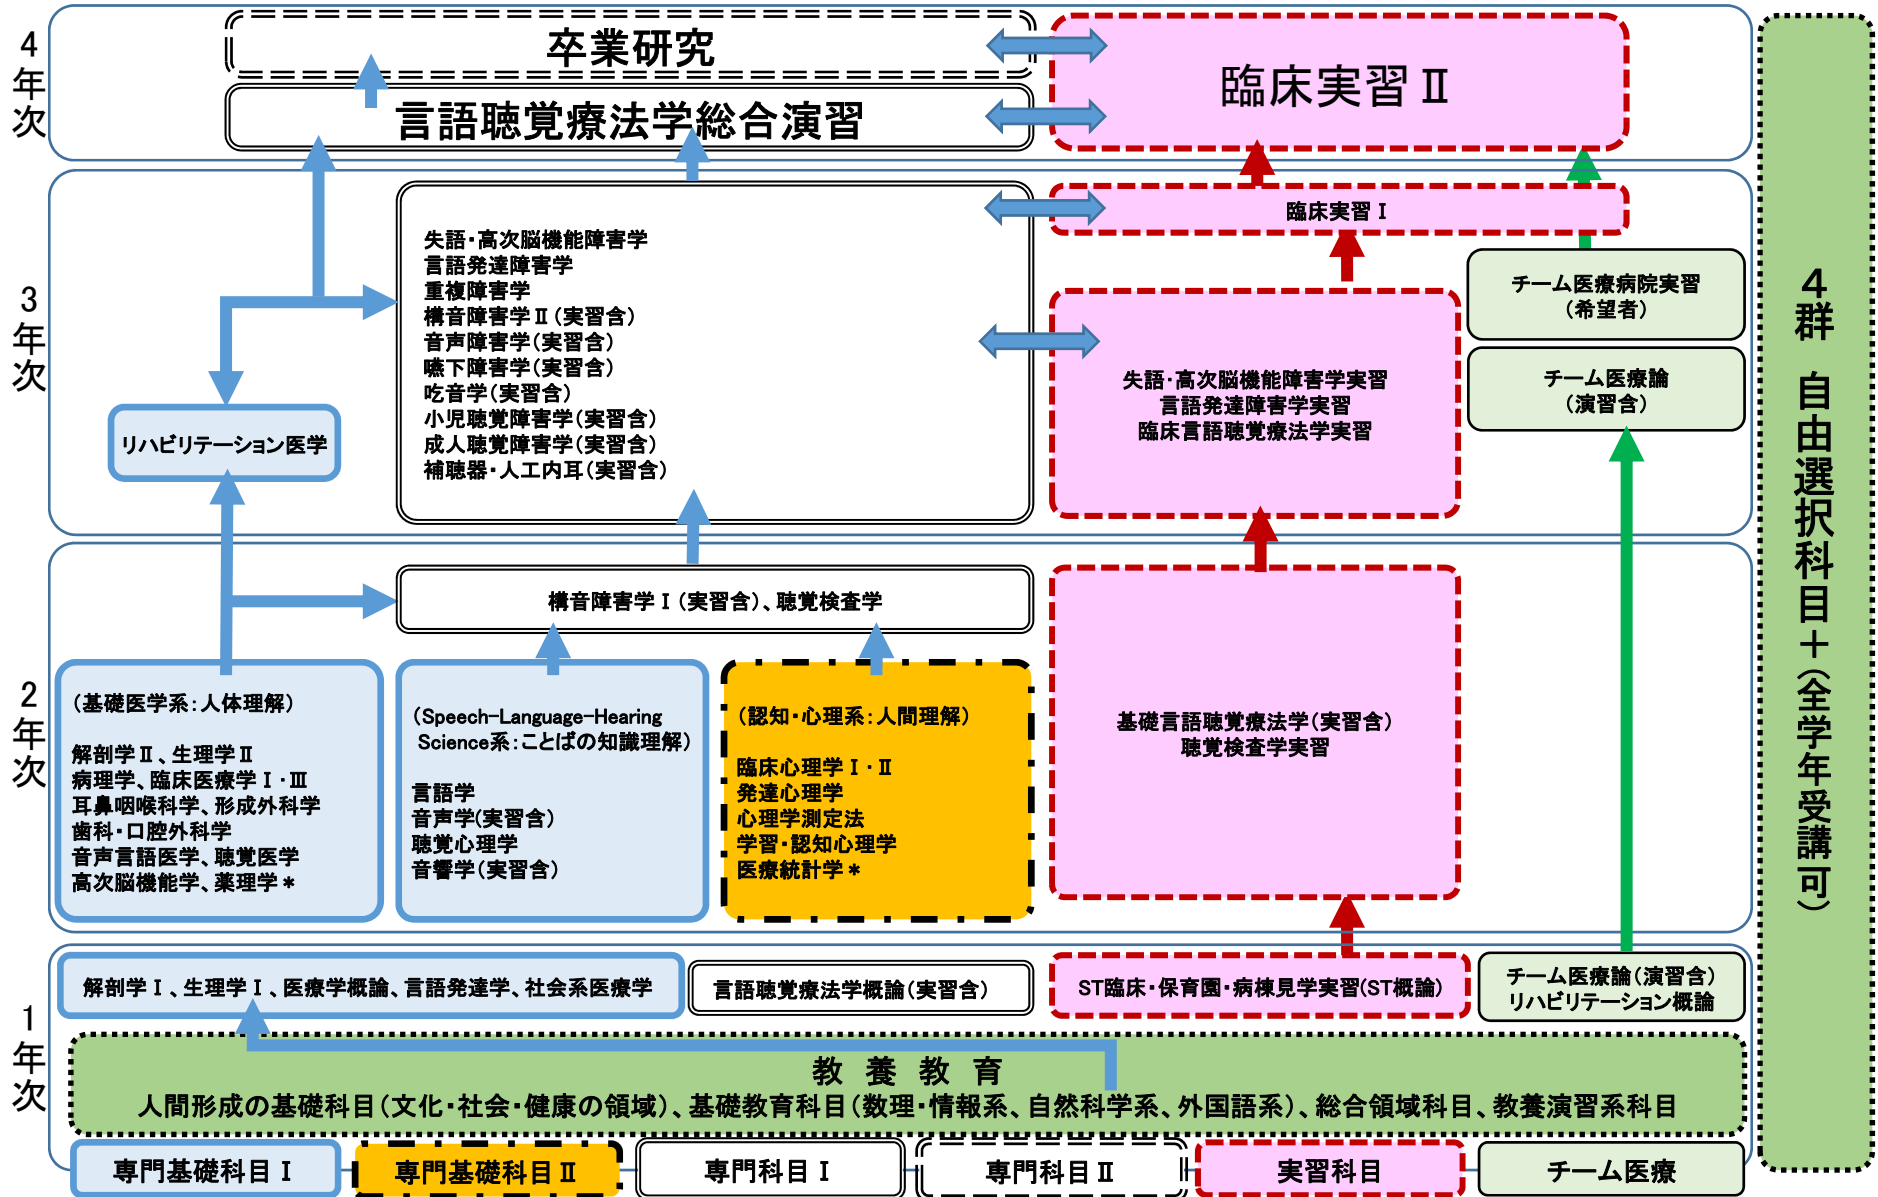 4年次
卒業研究
言語聴覚療法学総合演習
臨床実習Ⅱ
3年次
失語・高次脳機能障害学
言語発達障害学
重複障害学
構音障害学Ⅱ(実習含)
音声障害学(実習含)
嚥下障害学(実習含)
吃音学(実習含)
小児聴覚障害学(実習含)
成人聴覚障害学(実習含)
補聴器・人工内耳(実習含)
リハビリテーション医学
臨床実習Ⅰ
失語・高次脳機能障害学実習
言語発達障害学実習
臨床言語聴覚療法学実習
チーム医療病院実習
(希望者)
チーム医療論
(演習含)
2年次
構音障害学Ⅰ(実習含)、聴覚検査学
(基礎医学系:人体理解)
解剖学Ⅱ、生理学Ⅱ
病理学、臨床医療学Ⅰ・Ⅲ
耳鼻咽喉科学、形成外科学
歯科・口腔外科学
音声言語医学、聴覚医学
高次脳機能学、薬理学*
(Speech-Language-Hearing
Science系:ことばの知識理解)
言語学
音声学(実習含)
聴覚心理学
音響学(実習含)
(認知・心理系:人間理解)
臨床心理学Ⅰ・Ⅱ
発達心理学
心理学測定法
学習・認知心理学
医療統計学*
基礎言語聴覚療法学(実習含)
聴覚検査学実習
1年次
解剖学Ⅰ、生理学Ⅰ、医療学概論、言語発達学、社会系医療学
言語聴覚療法学概論(実習含)
ST臨床・保育園・病棟見学実習(ST概論)
チーム医療論(演習含)
リハビリテーション概論
教養教育
人間形成の基礎科目(文化・社会・健康の領域)、基礎教育科目(数理・情報系、自然科学系、外国語系)、総合領域科目、教養演習系科目
専門基礎科目Ⅰ
専門基礎科目Ⅱ
専門科目Ⅰ
専門科目Ⅱ
実習科目
チーム医療
4群 自由選択科目+(全学年受講可)